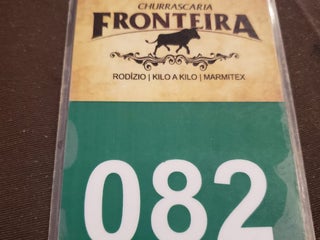 CHURRASCARIA
FRONTEIRA
RODÍZIO | KILO A KILO | MARMITEX
082